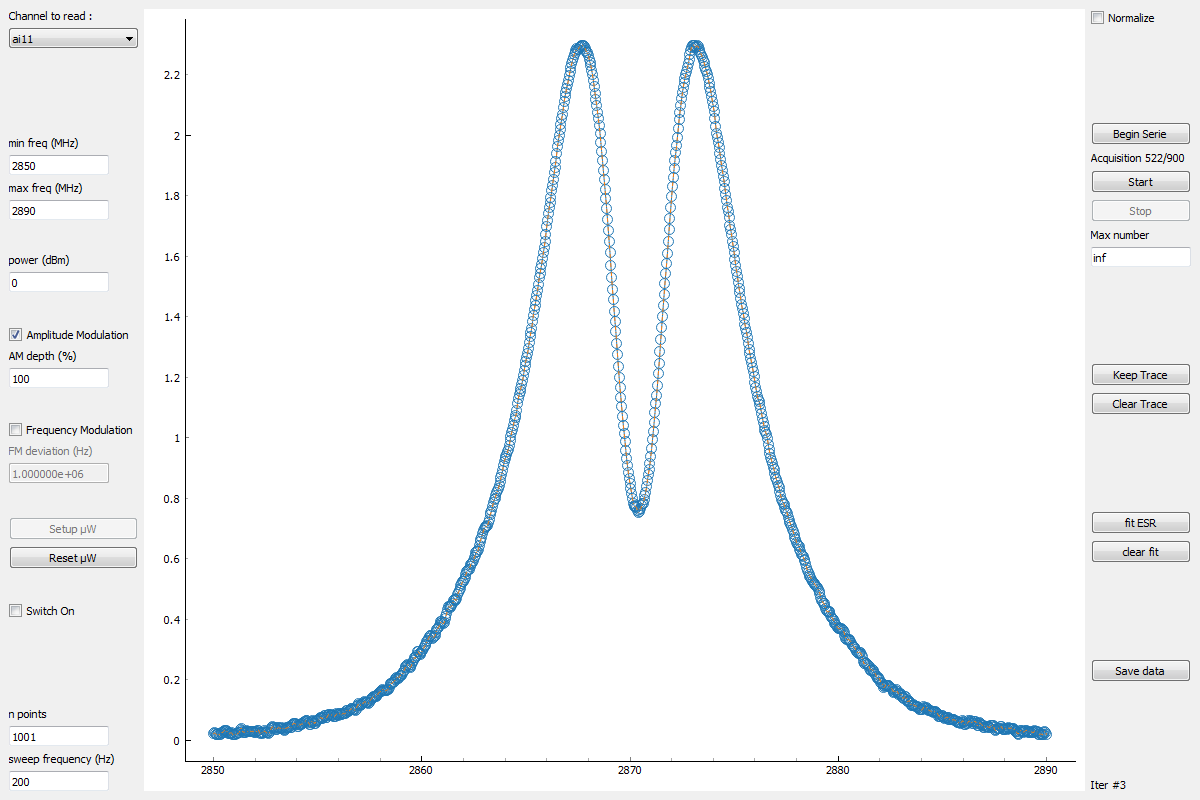 Channel to read :
ai11
min freq (MHz)
2850
max freq (MHz)
2890
power (dBm)
0
Amplitude Modulation
AM depth (%)
100
Frequency Modulation
FM deviation (Hz)
1.000000e+06
Setup µW
Reset µW
Switch On
n points
1001
sweep frequency (Hz)
200
2.2
2
1.8
1.6
1.4
1.2
1
0.8
0.6
0.4
0.2
0
2850
2860
2870
2880
2890
Normalize
Begin Serie
Acquisition 522/900
Start
Stop
Max number
inf
Keep Trace
Clear Trace
fit ESR
clear fit
Save data
Iter #3